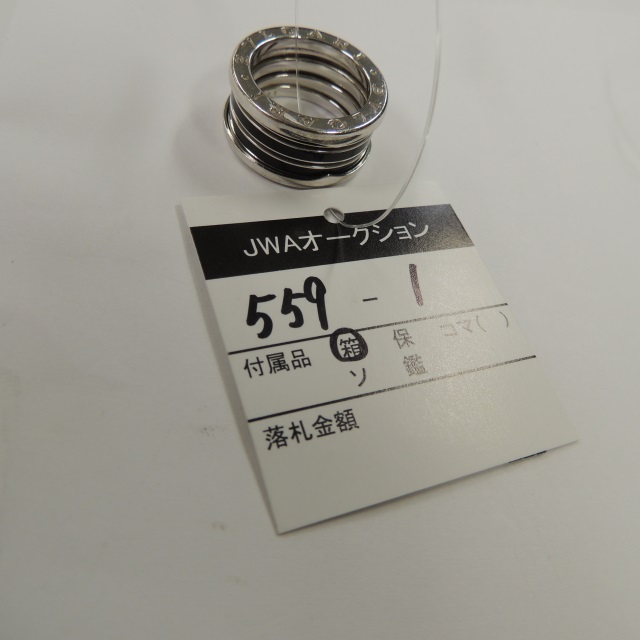 JWAオークション
559 - 1
付属品 箱 保 コマ( )
ソ 鑑
落札金額